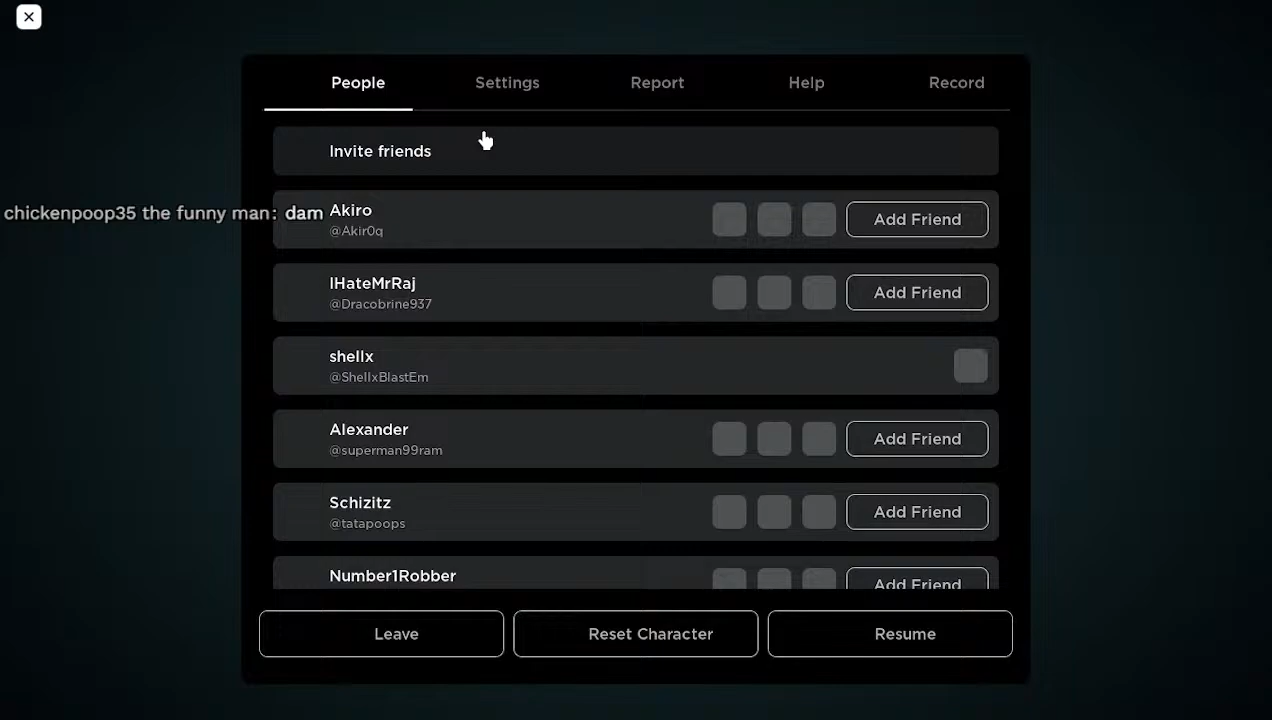 People
Settings
Report
Help
Record
Invite friends
chickenpoop35 the funny man: dam
Akiro
@Akir0q
Add Friend
IHateMrRaj
@Dracobrine937
Add Friend
shellx
@ShellxBlastEm
Alexander
@superman99ram
Add Friend
Schizitz
@tatapoops
Add Friend
Number1Robber
Add Friend
Leave
Reset Character
Resume